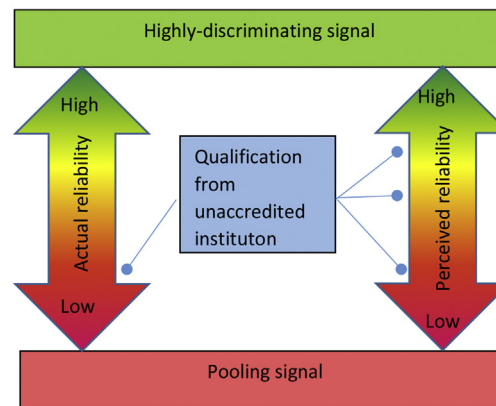 Highly-discriminating signal
High
High
Actual reliability
Qualification
from
unaccredited
instituton
Perceived reliability
Low
Low
Pooling signal